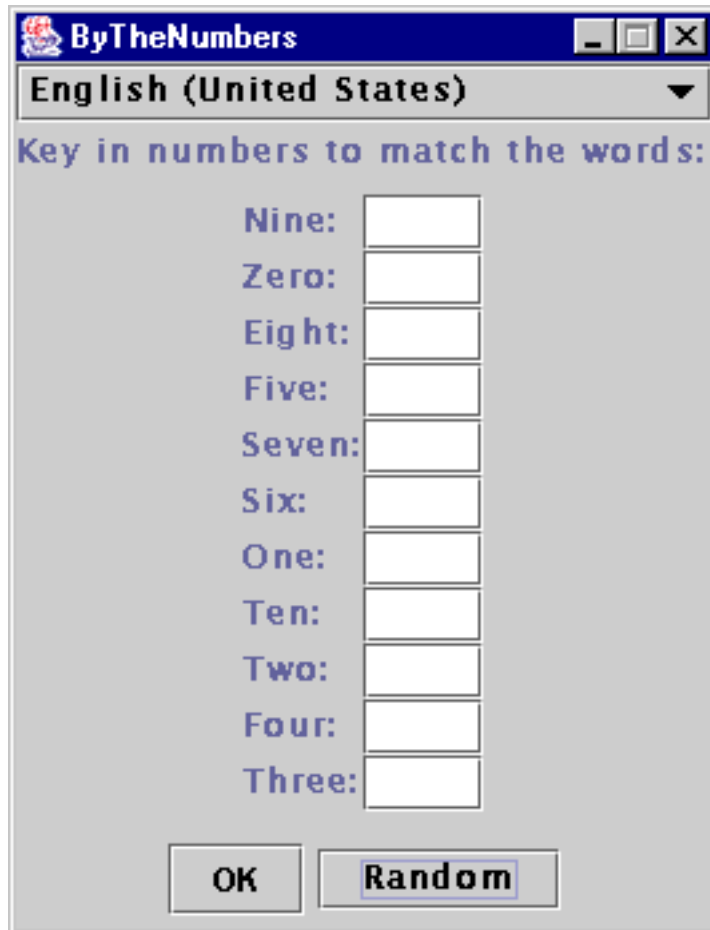 ByTheNumbers
English (United States)
Key in numbers to match the words:
Nine:
Zero:
Eight:
Five:
Seven:
Six:
One:
Ten:
Two:
Four:
Three:
OK Random